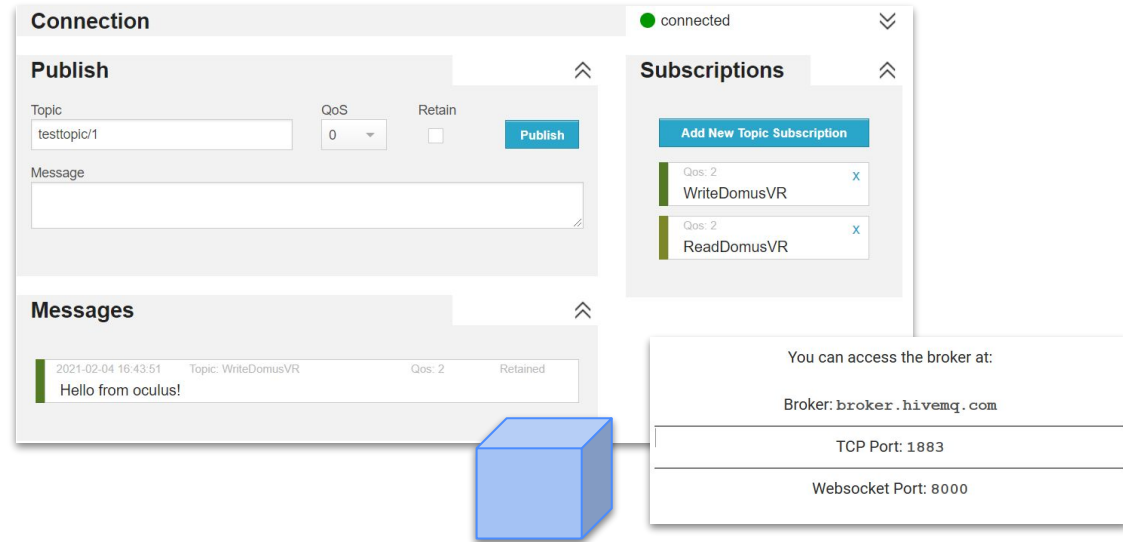 Connection
connected
Publish
Topic
QoS
Retain
testtopic/1
0
Publish
Message
Subscriptions
Add New Topic Subscription
Qos: 2
X
WriteDomusVR
Qos: 2
X
ReadDomusVR
Messages
2021-02-04 16:43:51 Topic: WriteDomusVR Qos: 2 Retained
Hello from oculus!
You can access the broker at:
Broker: broker.hivemq.com
TCP Port: 1883
Websocket Port: 8000